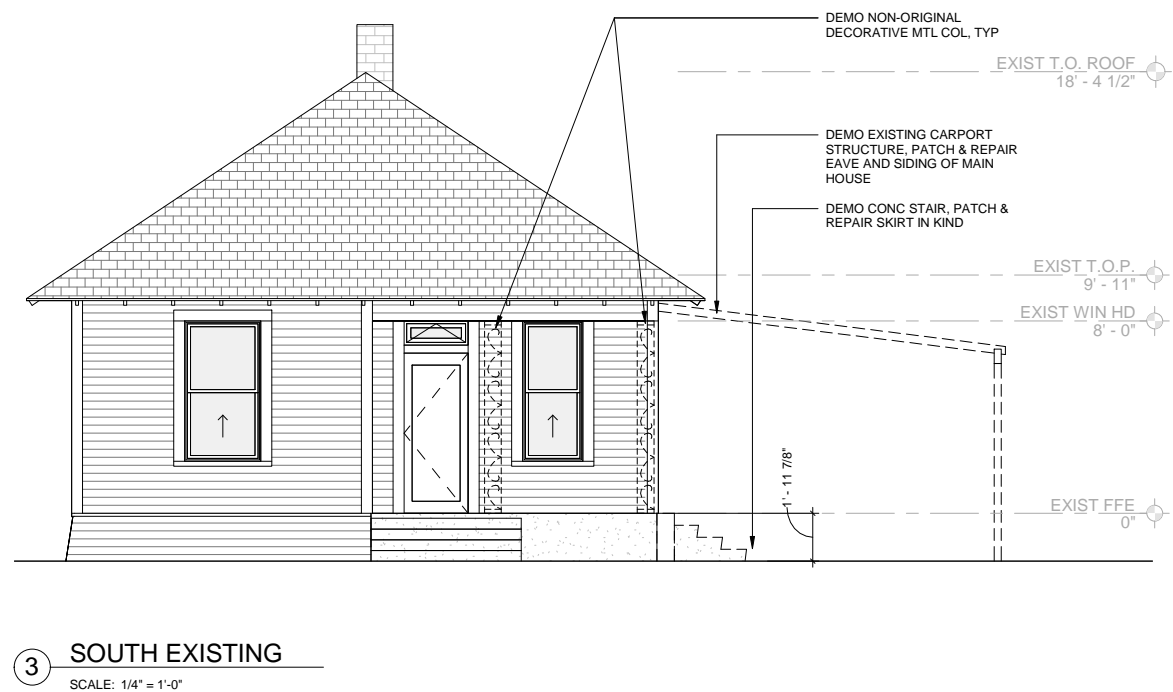 DEMO NON-ORIGINAL
DECORATIVE MTL COL, TYP
EXIST T.O. ROOF
18' - 4 1/2"
DEMO EXISTING CARPORT
STRUCTURE, PATCH & REPAIR
EAVE AND SIDING OF MAIN
HOUSE
DEMO CONC STAIR, PATCH &
REPAIR SKIRT IN KIND
EXIST T.O.P.
9' - 11"
EXIST WIN HD
8' - 0"
1' - 11 7/8"
EXIST FFE
0"
3
SOUTH EXISTING
SCALE: 1/4" = 1'-0"